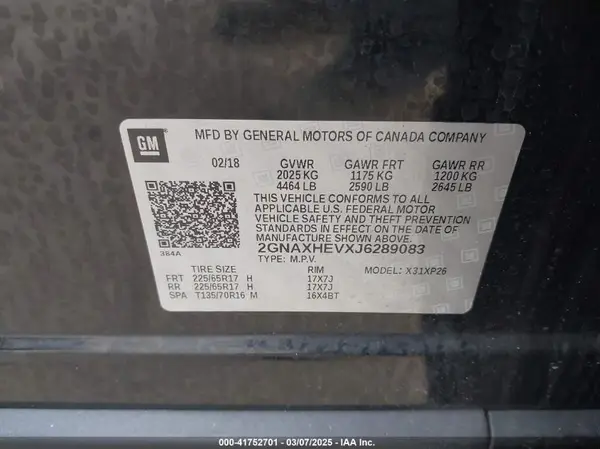 GM
MFD BY GENERAL MOTORS OF CANADA COMPANY
02/18 GVWR GAWR FRT GAWR RR
2025 KG 1175 KG 1200 KG
4464 LB 2590 LB 2645 LB
THIS VEHICLE CONFORMS TO ALL
APPLICABLE U.S. FEDERAL MOTOR
VEHICLE SAFETY AND THEFT PREVENTION
STANDARDS IN EFFECT ON THE DATE OF
MANUFACTURE SHOWN ABOVE.
384A
2GNAXHEVXJ6289083
TYPE: M.P.V.
TIRE SIZE RIM MODEL: X31XP26
FRT 225/65R17 H 17X7J
RR 225/65R17 H 17X7J
SPA T135/70R16 M 16X4BT
000-41752701 - 03/07/2025 - IAA Inc.